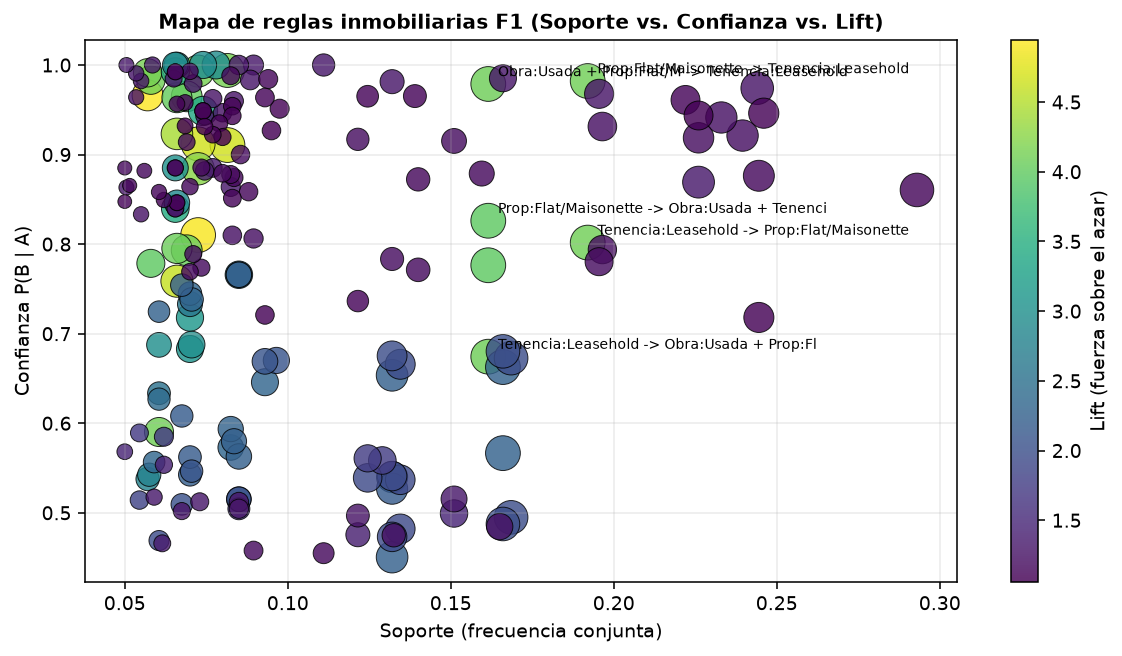 Mapa de reglas inmobiliarias F1 (Soporte vs. Confianza vs. Lift)
Prop:Flat/Maisonette -> Tenencia:Leasehold
Obra:Usada + Prop:Flat/M -> Tenencia:Leasehold
Prop:Flat/Maisonette -> Obra:Usada + Tenenci
Tenencia:Leasehold -> Prop:Flat/Maisonette
Tenencia:Leasehold -> Obra:Usada + Prop:Fl
1.0
0.9
0.8
0.7
0.6
0.5
Confianza P(B | A)
0.05
0.10
0.15
0.20
0.25
0.30
Soporte (frecuencia conjunta)
4.5
4.0
3.5
3.0
2.5
2.0
1.5
Lift (fuerza sobre el azar)